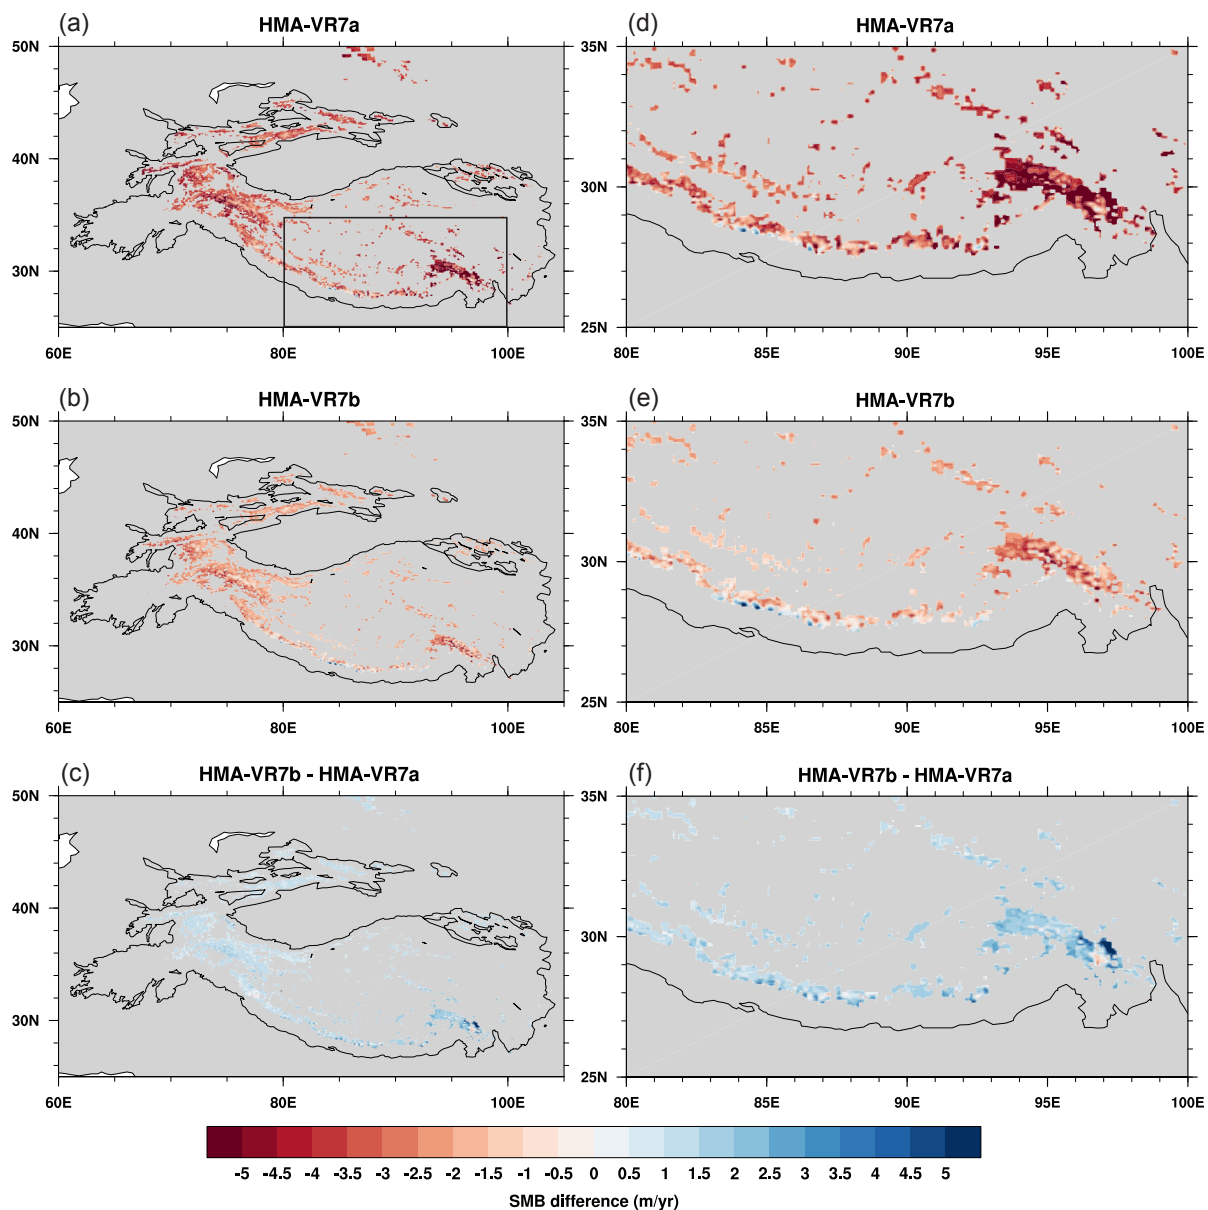 (a) HMA-VR7a
50N
40N
30N
60E 80E 100E
(d) HMA-VR7a
35N
30N
25N
80E 85E 90E 95E 100E
(b) HMA-VR7b
50N
40N
30N
60E 80E 100E
(e) HMA-VR7b
35N
30N
25N
80E 85E 90E 95E 100E
(c) HMA-VR7b - HMA-VR7a
50N
40N
30N
60E 80E 100E
(f) HMA-VR7b - HMA-VR7a
35N
30N
25N
80E 85E 90E 95E 100E
-5 -4.5 -4 -3.5 -3 -2.5 -2 -1.5 -1 -0.5 0 0.5 1 1.5 2 2.5 3 3.5 4 4.5 5
SMB difference (m/yr)